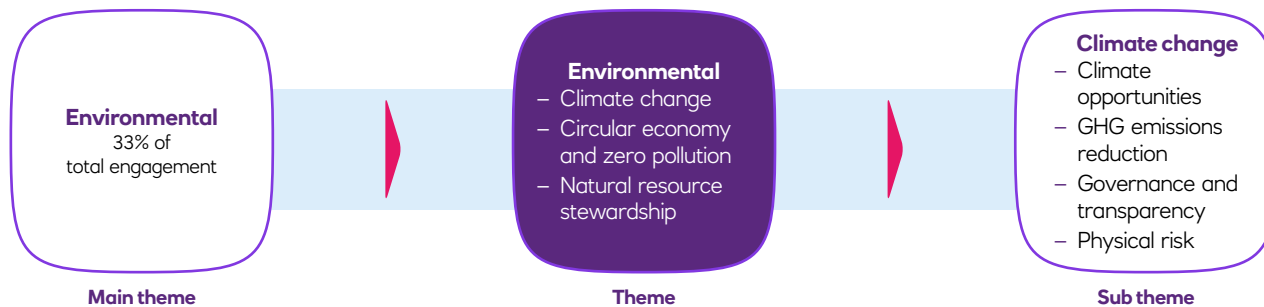 Environmental
33% of
total engagement
Main theme
Environmental
– Climate change
– Circular economy
and zero pollution
– Natural resource
stewardship
Theme
Climate change
– Climate
opportunities
– GHG emissions
reduction
– Governance and
transparency
– Physical risk
Sub theme